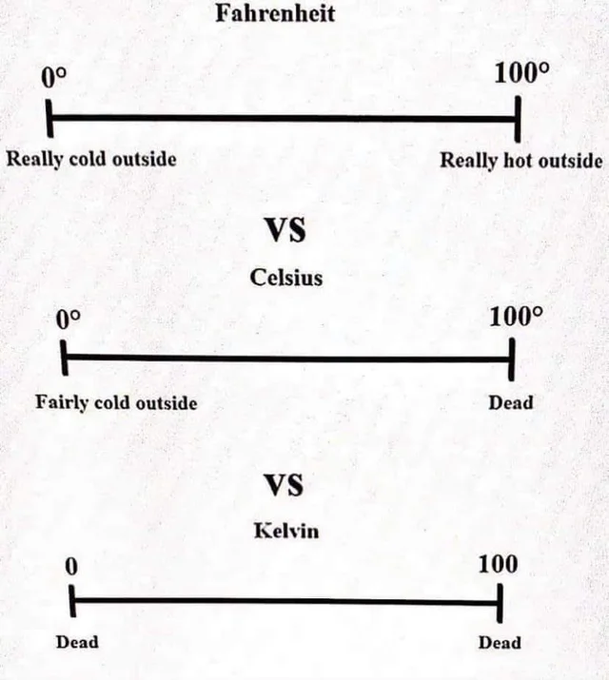 Fahrenheit
0° 100°
Really cold outside Really hot outside
VS
Celsius
0° 100°
Fairly cold outside Dead
VS
Kelvin
0 100
Dead Dead